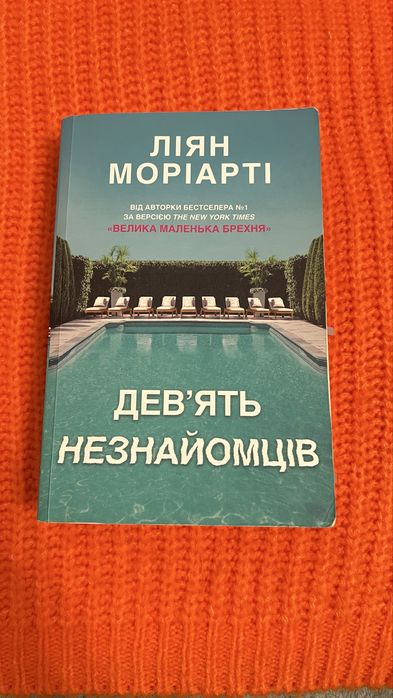 ЛІЯН
МОРІАРТІ
ВІД АВТОРКИ БЕСТСЕЛЕРА №1
ЗА ВЕРСІЄЮ THE NEW YORK TIMES
«ВЕЛИКА МАЛЕНЬКА БРЕХНЯ»
ДЕВ’ЯТЬ
НЕЗНАЙОМЦІВ